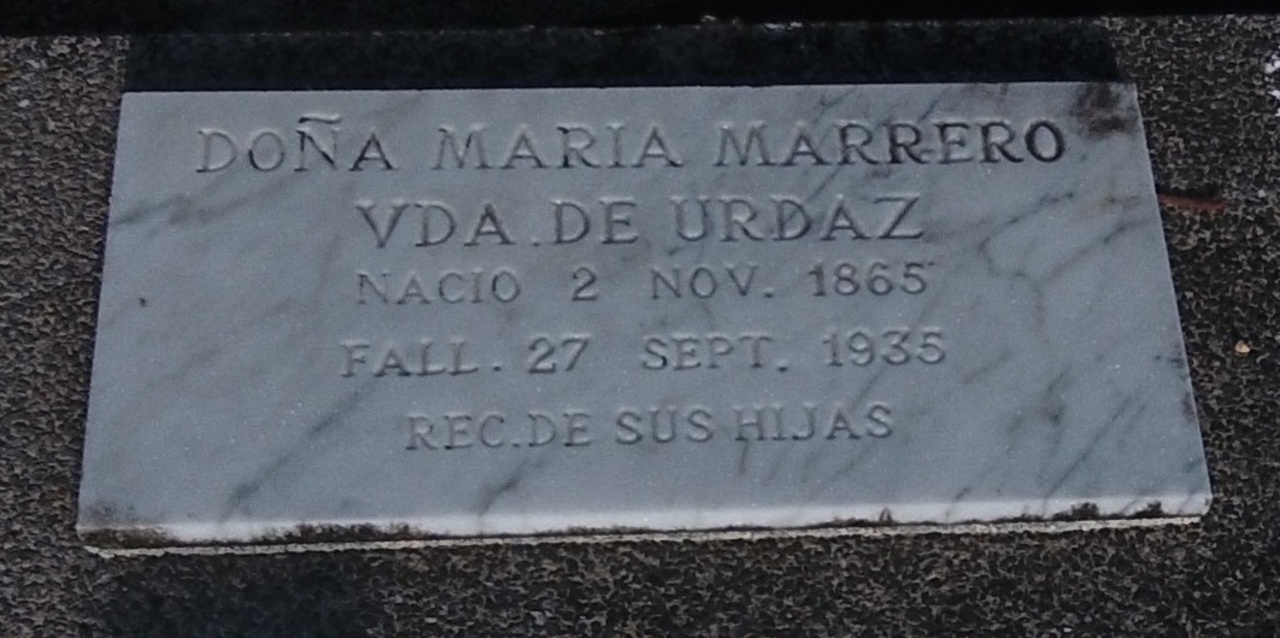 DOÑA MARIA MARRERO
VDA. DE URDAZ
NACIO 2 NOV. 1865
FALL. 27 SEPT. 1935
REC. DE SUS HIJAS